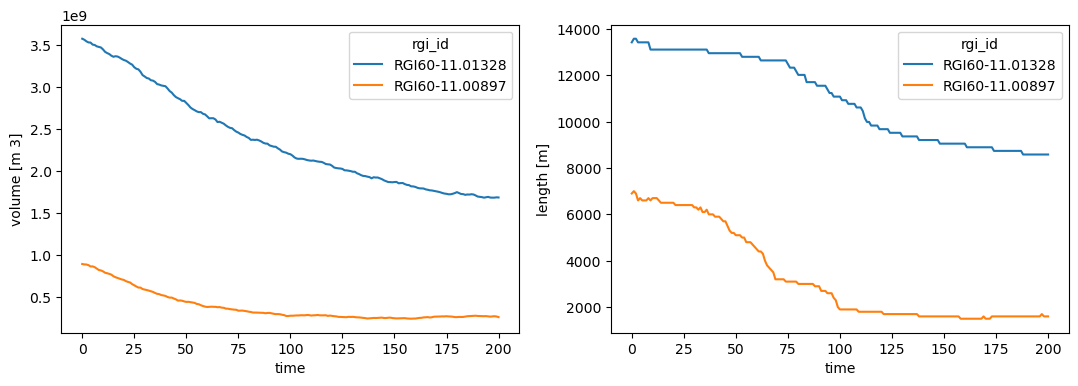 1e9
volume [m 3]
3.5
3.0
2.5
2.0
1.5
1.0
0.5
0 25 50 75 100 125 150 175 200
time
rgi_id
RGI60-11.01328
RGI60-11.00897
length [m]
14000
12000
10000
8000
6000
4000
2000
0 25 50 75 100 125 150 175 200
time
rgi_id
RGI60-11.01328
RGI60-11.00897